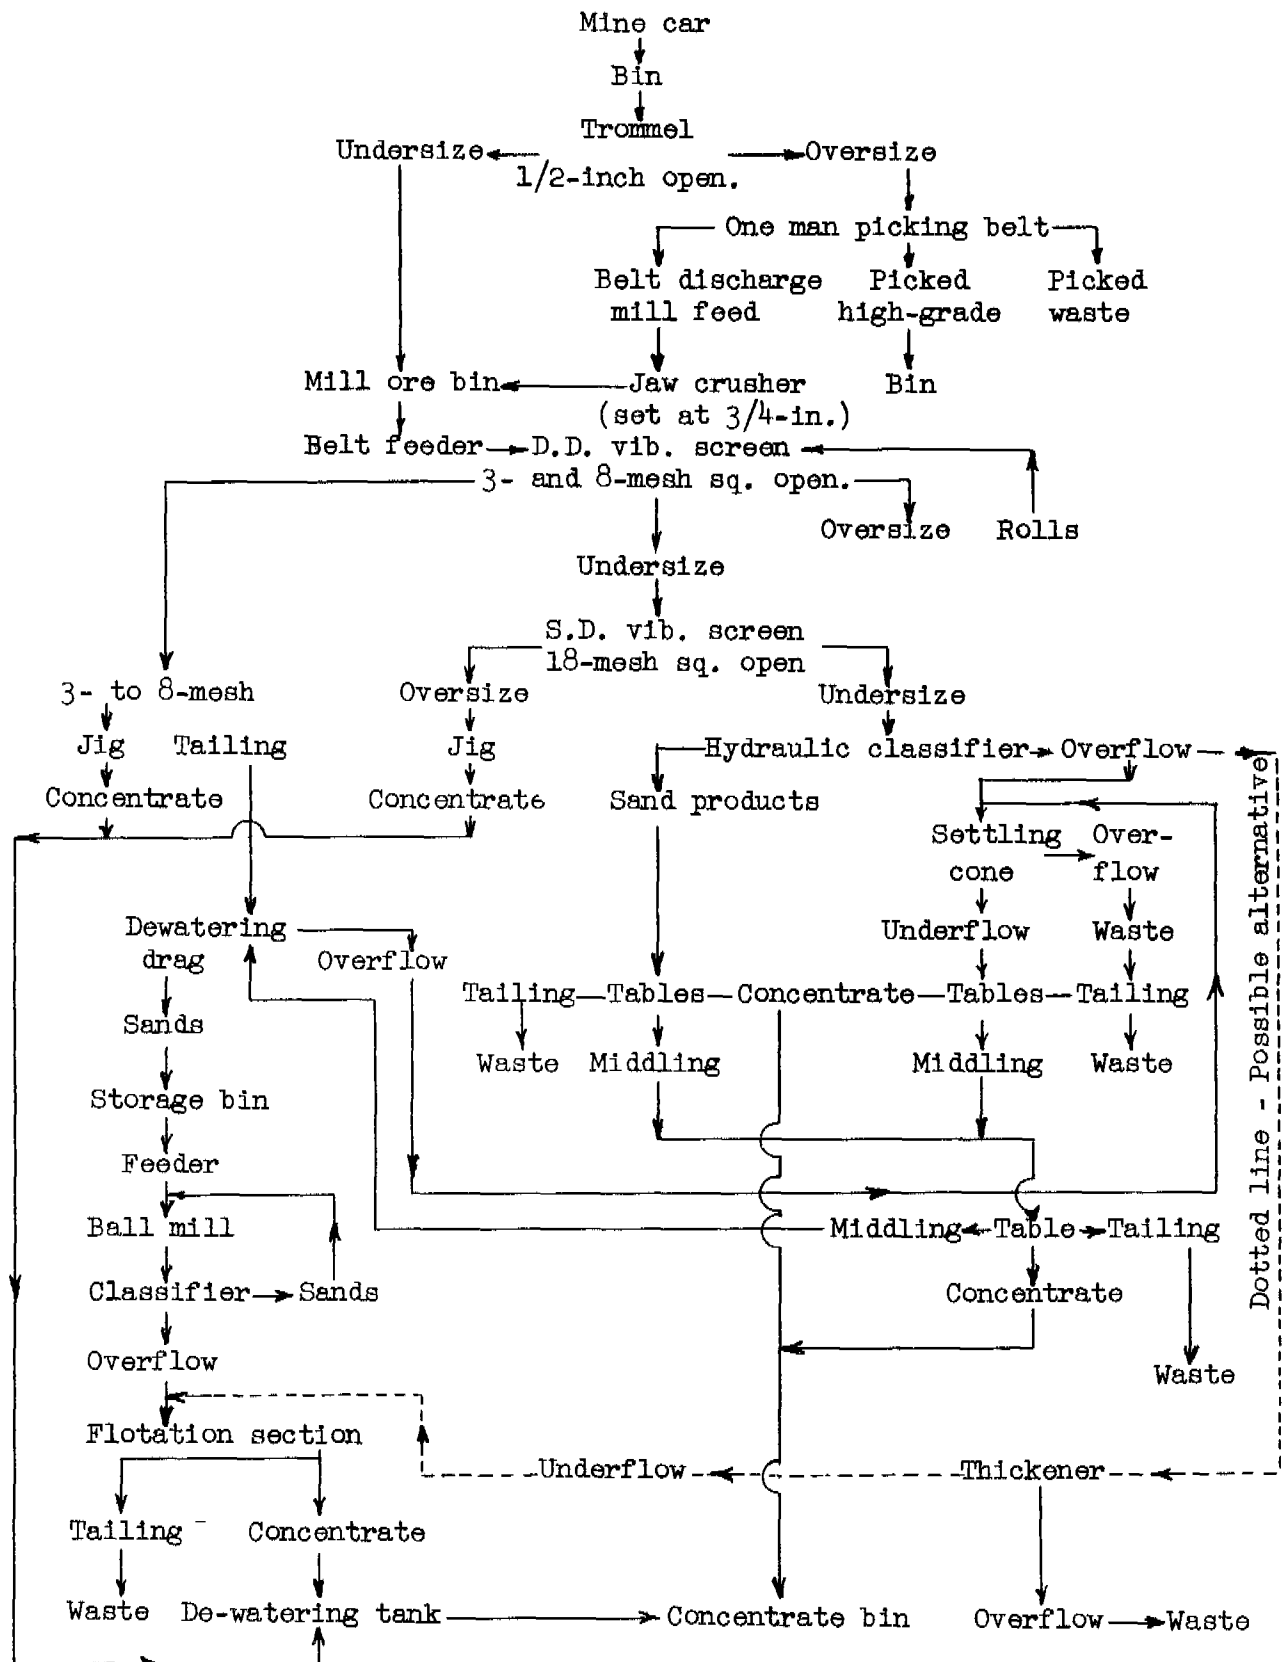 Mine car
Bin
Trommel
Undersize
Oversize
1/2-inch open.
One man picking belt
Belt discharge
mill feed
Picked
high-grade
Picked
waste
Mill ore bin
Jaw crusher
(set at 3/4-in.)
Bin
Belt feeder
D.D. vib. screen
3- and 8-mesh sq. open.
Oversize
Rolls
Undersize
S.D. vib. screen
18-mesh sq. open
3- to 8-mesh
Oversize
Undersize
Jig
Tailing
Jig
Hydraulic classifier
Overflow
Concentrate
Concentrate
Sand products
Settling
cone
Over-
flow
Dewatering
drag
Overflow
Underflow
Waste
Tailing
Tables
Concentrate
Tables
Tailing
Sands
Waste
Middling
Middling
Waste
Storage bin
Feeder
Ball mill
Middling
Table
Tailing
Classifier
Sands
Concentrate
Dotted line - Possible alternative
Overflow
Waste
Flotation section
Underflow
Thickener
Tailing
Concentrate
Waste
De-watering tank
Concentrate bin
Overflow
Waste